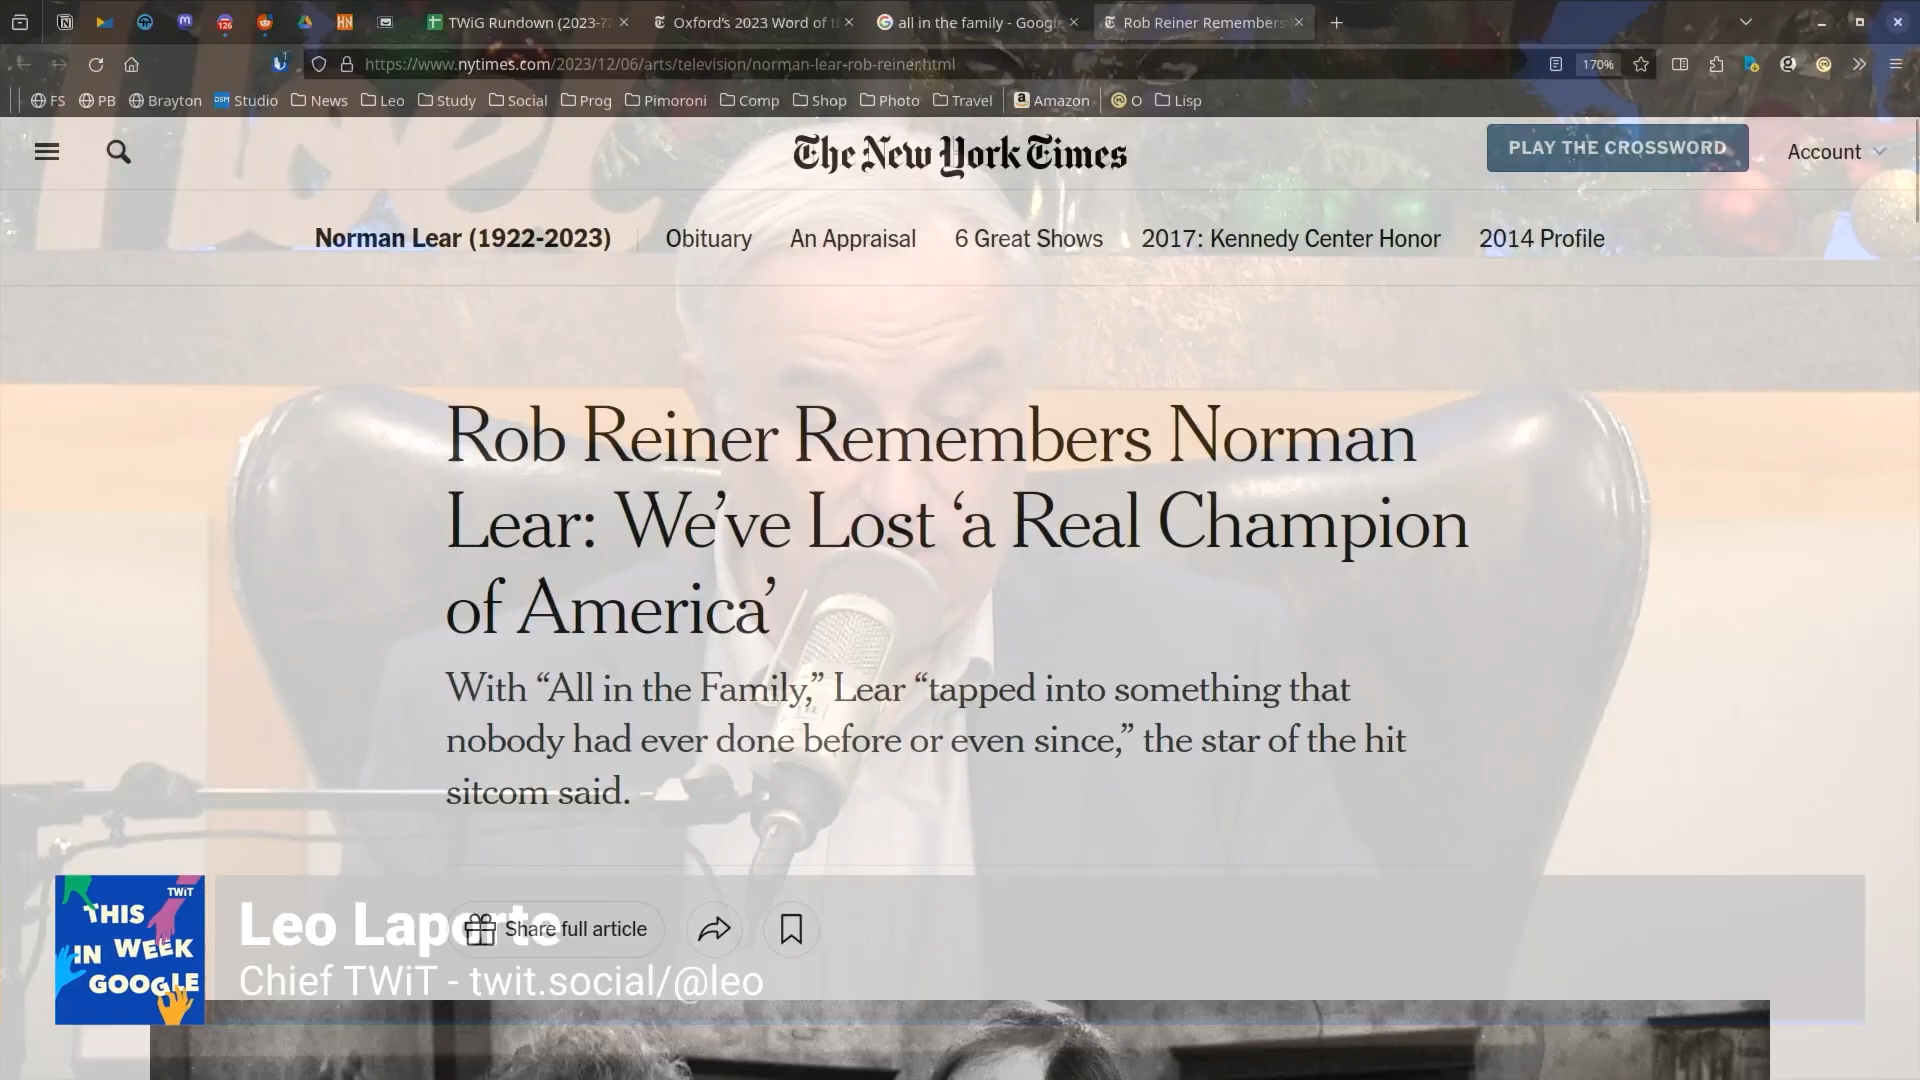 TWiG Rundown (2023-??
Oxford's 2023 Word of t
all in the family - Google
Rob Reiner Remembers
126
HN
https://www.nytimes.com/2023/12/06/arts/television/norman-lear-rob-reiner.html
170%
FS PB Brayton DSM Studio News Leo Study Social Prog Pimoroni Comp Shop Photo Travel Amazon O Lisp
The New York Times
PLAY THE CROSSWORD
Account
Norman Lear (1922-2023)
Obituary
An Appraisal
6 Great Shows
2017: Kennedy Center Honor
2014 Profile
Rob Reiner Remembers Norman
Lear: We've Lost ‘a Real Champion
of America’
With “All in the Family,” Lear “tapped into something that
nobody had ever done before or even since,” the star of the hit
sitcom said.
Share full article
TWiT
THIS
IN WEEK
GOOGLE
Leo Laporte
Chief TWiT - twit.social/@leo